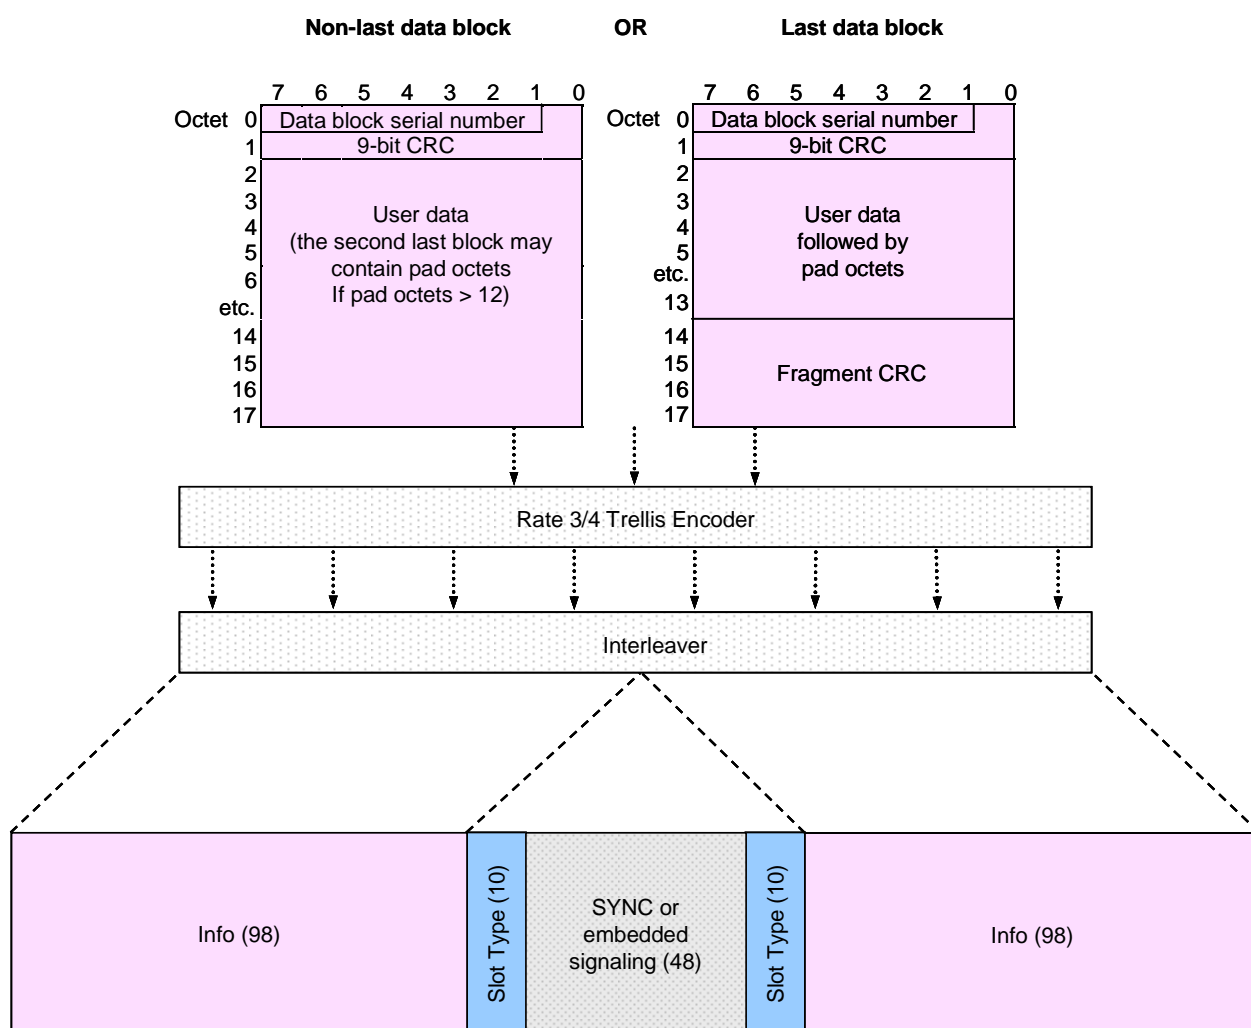 Non-last data block OR Last data block
7 6 5 4 3 2 1 0
Octet 0 Data block serial number
1 9-bit CRC
2
3
4
5
6
etc.
14
15
16
17
User data
(the second last block may
contain pad octets
If pad octets > 12)
7 6 5 4 3 2 1 0
Octet 0 Data block serial number
1 9-bit CRC
2
3
4
5
etc.
13
14
15
16
17
User data
followed by
pad octets
Fragment CRC
Rate 3/4 Trellis Encoder
Interleaver
Info (98)
Slot Type (10)
SYNC or
embedded
signaling (48)
Slot Type (10)
Info (98)